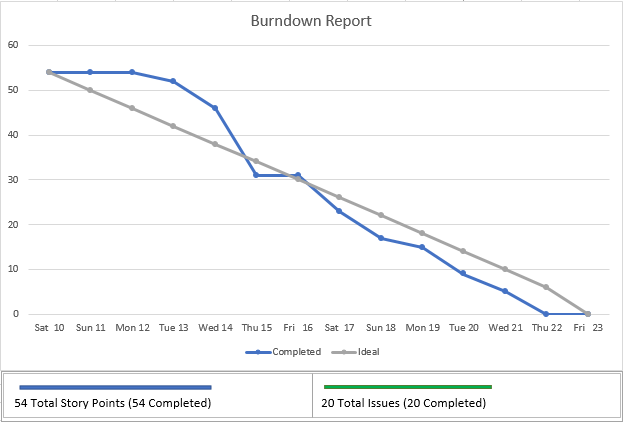 Burndown Report
60
50
40
30
20
10
0
Sat 10 Sun 11 Mon 12 Tue 13 Wed 14 Thu 15 Fri 16 Sat 17 Sun 18 Mon 19 Tue 20 Wed 21 Thu 22 Fri 23
Completed Ideal
54 Total Story Points (54 Completed) 20 Total Issues (20 Completed)